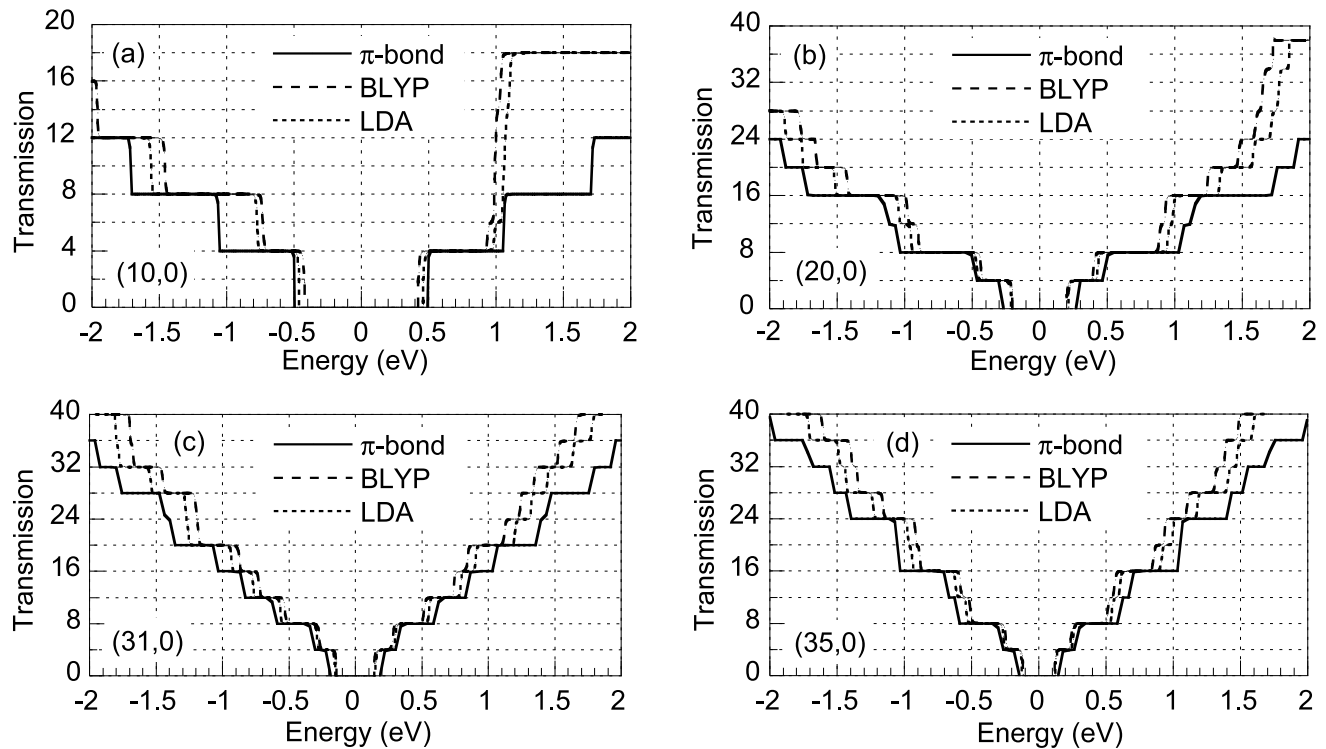 20
16
12
8
4
0
Transmission
(a)
π-bond
BLYP
LDA
(10,0)
-2 -1.5 -1 -0.5 0 0.5 1 1.5 2
Energy (eV)
40
32
24
16
8
0
Transmission
(b)
π-bond
BLYP
LDA
(20,0)
-2 -1.5 -1 -0.5 0 0.5 1 1.5 2
Energy (eV)
40
32
24
16
8
0
Transmission
(c)
π-bond
BLYP
LDA
(31,0)
-2 -1.5 -1 -0.5 0 0.5 1 1.5 2
Energy (eV)
40
32
24
16
8
0
Transmission
(d)
π-bond
BLYP
LDA
(35,0)
-2 -1.5 -1 -0.5 0 0.5 1 1.5 2
Energy (eV)